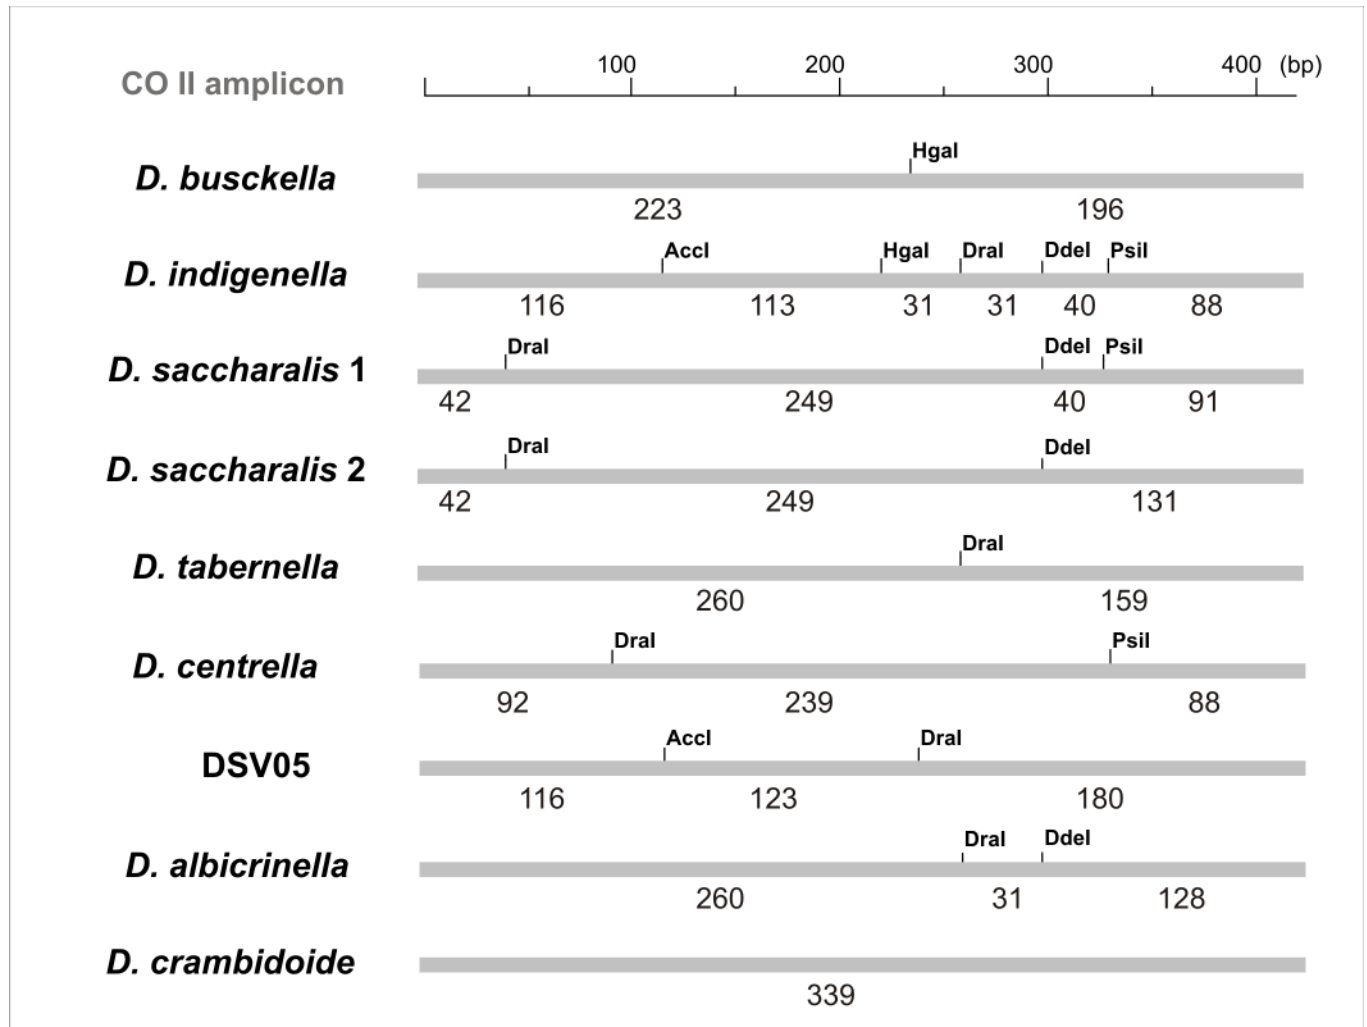 CO II amplicon 100 200 300 400 (bp)
D. busckella HgaI
223 196
D. indigenella AccI HgaI DraI DdeI PsiI
116 113 31 31 40 88
D. saccharalis 1 DraI DdeI PsiI
42 249 40 91
D. saccharalis 2 DraI DdeI
42 249 131
D. tabernella DraI
260 159
D. centrella DraI PsiI
92 239 88
DSV05 AccI DraI
116 123 180
D. albicrinella DraI DdeI
260 31 128
D. crambidoide
339